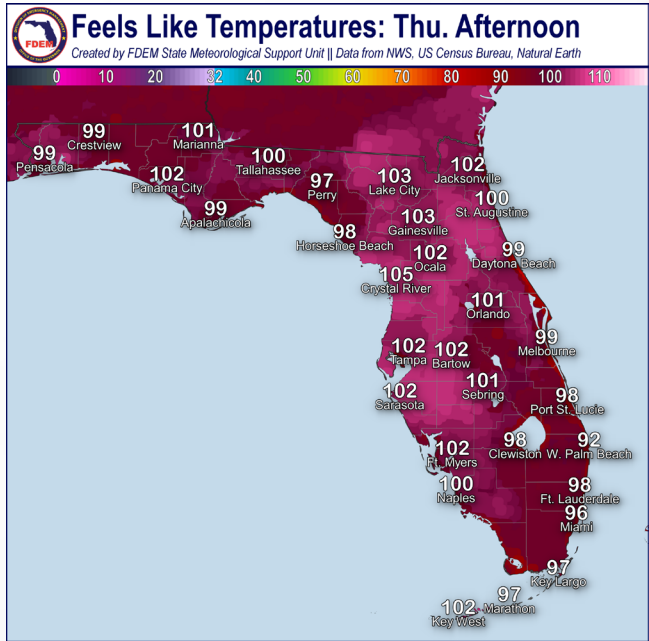 Feels Like Temperatures: Thu. Afternoon
Created by FDEM State Meteorological Support Unit || Data from NWS, US Census Bureau, Natural Earth
FDEM
0 10 20 32 40 50 60 70 80 90 100 110
99
Crestview
101
Marianna
99
Pensacola
100
Tallahassee
102
Panama City
97
Perry
103
Lake City
102
Jacksonville
99
Apalachicola
100
St. Augustine
103
Gainesville
98
Horseshoe Beach
102
Ocala
99
Daytona Beach
105
Crystal River
101
Orlando
99
Melbourne
102
Tampa
102
Bartow
101
Sebring
102
Sarasota
98
Port St. Lucie
98
Clewiston
92
W. Palm Beach
102
Ft. Myers
100
Naples
98
Ft. Lauderdale
96
Miami
97
Key Largo
97
Marathon
102
Key West